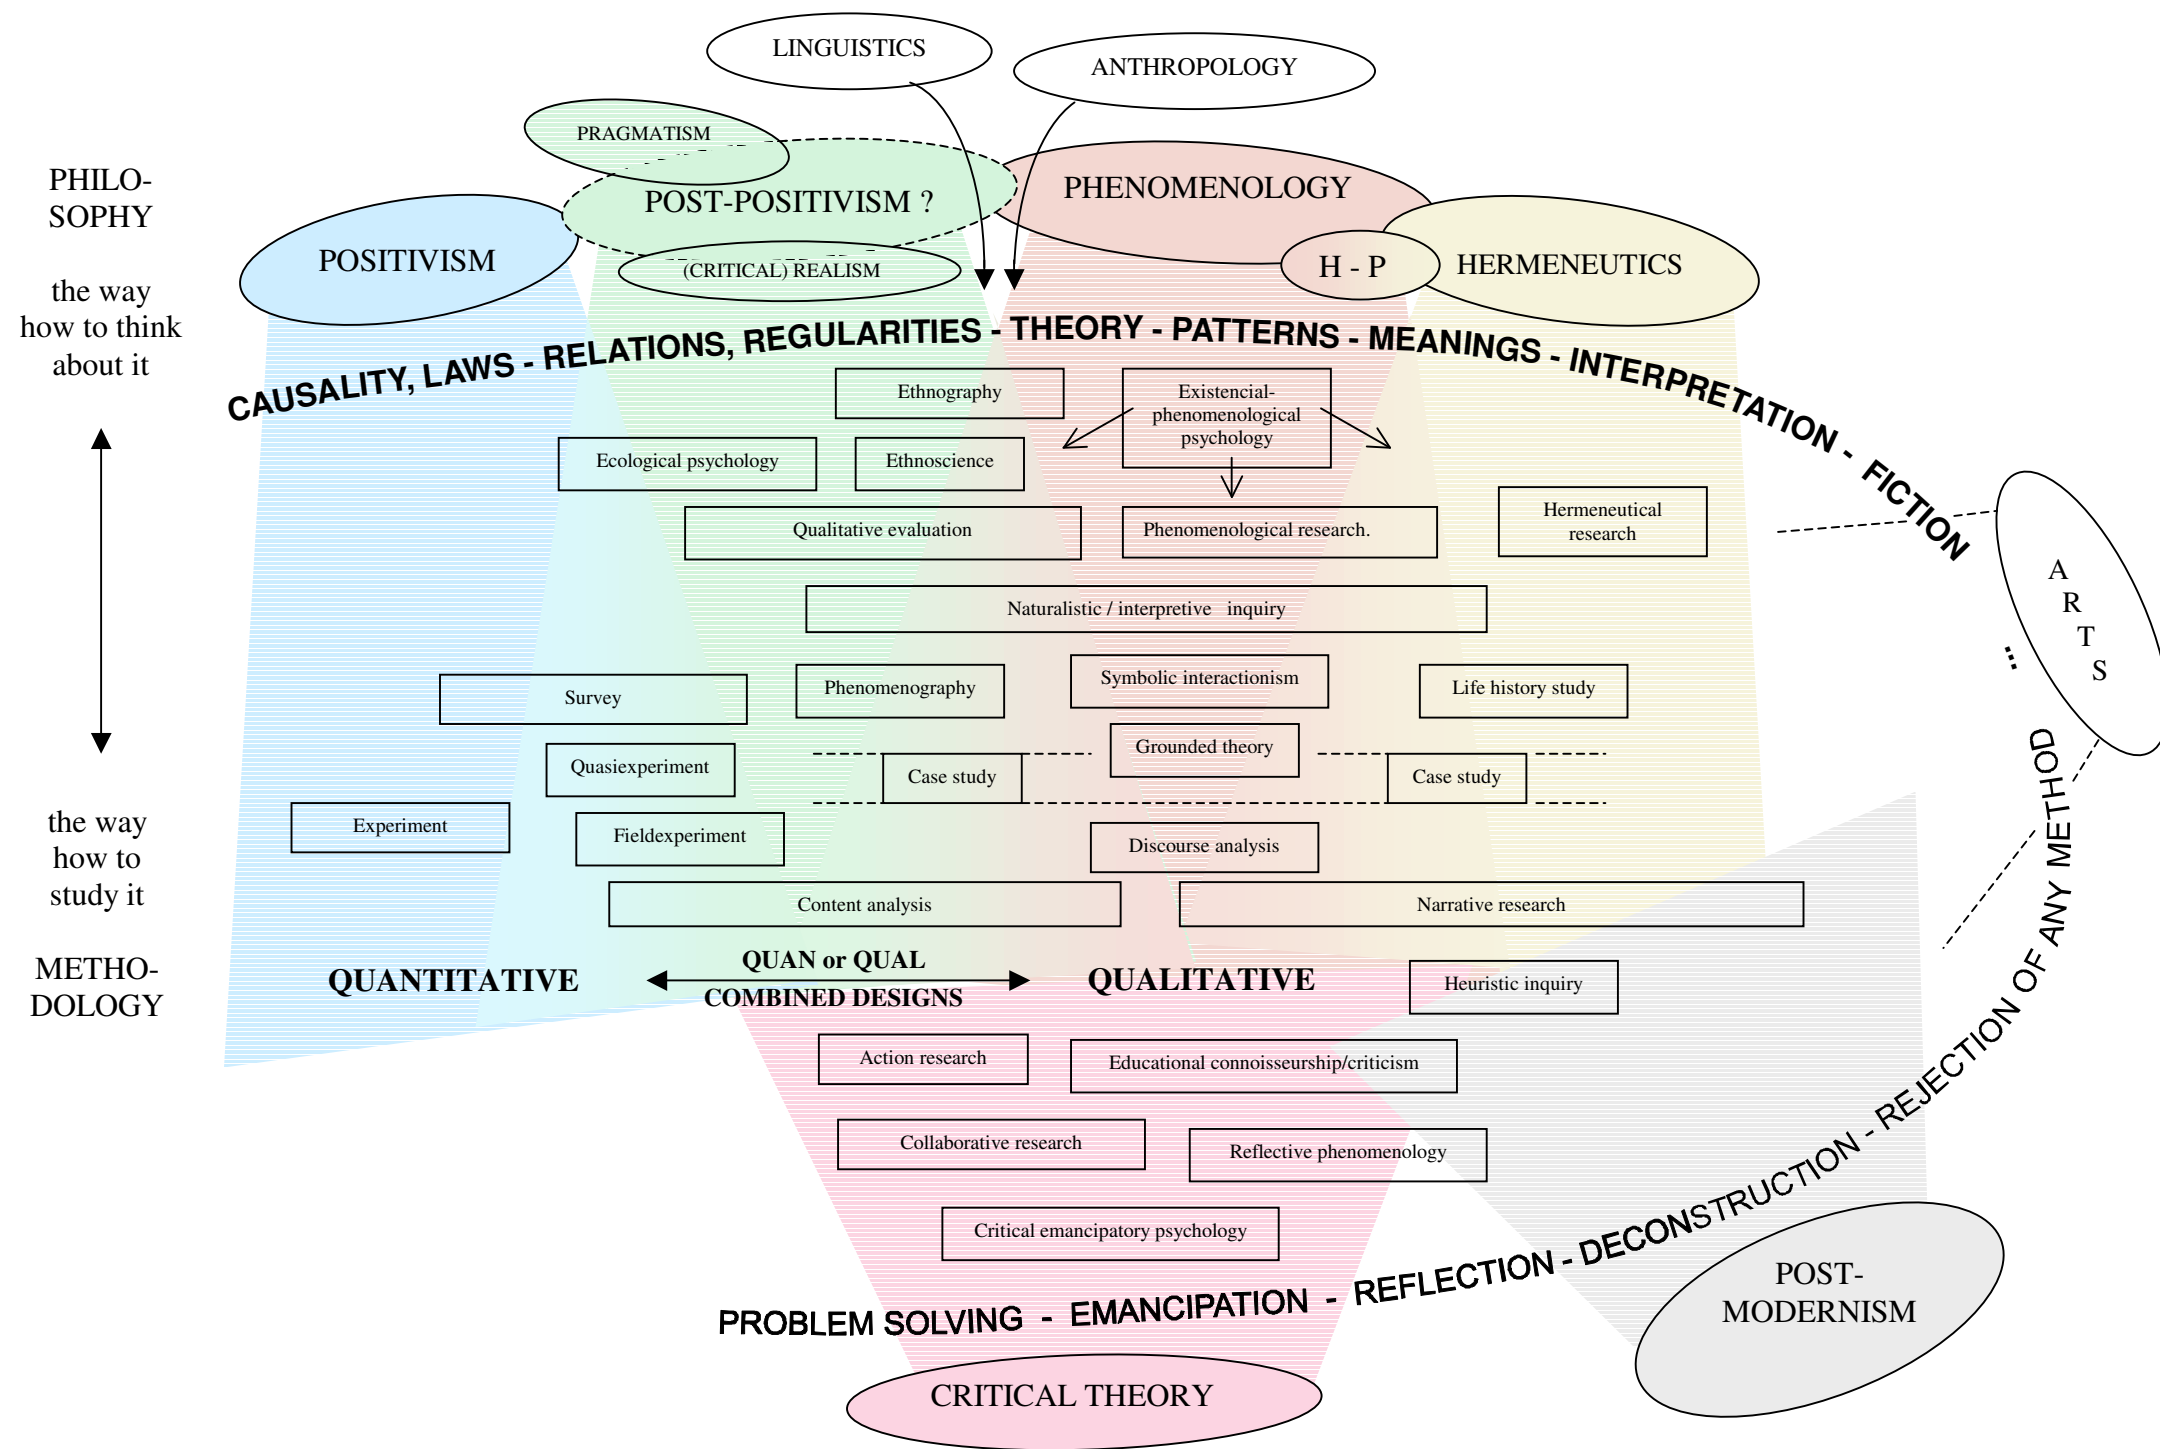 LINGUISTICS
ANTHROPOLOGY
PRAGMATISM
PHILO-
SOPHY
the way
how to think
about it
POSITIVISM
POST-POSITIVISM ?
(CRITICAL) REALISM
PHENOMENOLOGY
H - P
HERMENEUTICS
CAUSALITY, LAWS - RELATIONS, REGULARITIES - THEORY - PATTERNS - MEANINGS - INTERPRETATION - FICTION
Ethnography
Existencial-
phenomenological
psychology
Ecological psychology
Ethnoscience
Qualitative evaluation
Phenomenological research.
Hermeneutical
research
Naturalistic / interpretive inquiry
A
R
T
S
...
Survey
Phenomenography
Symbolic interactionism
Life history study
Quasiexperiment
Case study
Grounded theory
Case study
Experiment
Fieldexperiment
Discourse analysis
Content analysis
Narrative research
the way
how to
study it
METHO-
DOLOGY
QUANTITATIVE
QUAN or QUAL
COMBINED DESIGNS
QUALITATIVE
Heuristic inquiry
Action research
Educational connoisseurship/criticism
Collaborative research
Reflective phenomenology
Critical emancipatory psychology
PROBLEM SOLVING - EMANCIPATION - REFLECTION - DECONSTRUCTION - REJECTION OF ANY METHOD
POST-
MODERNISM
CRITICAL THEORY